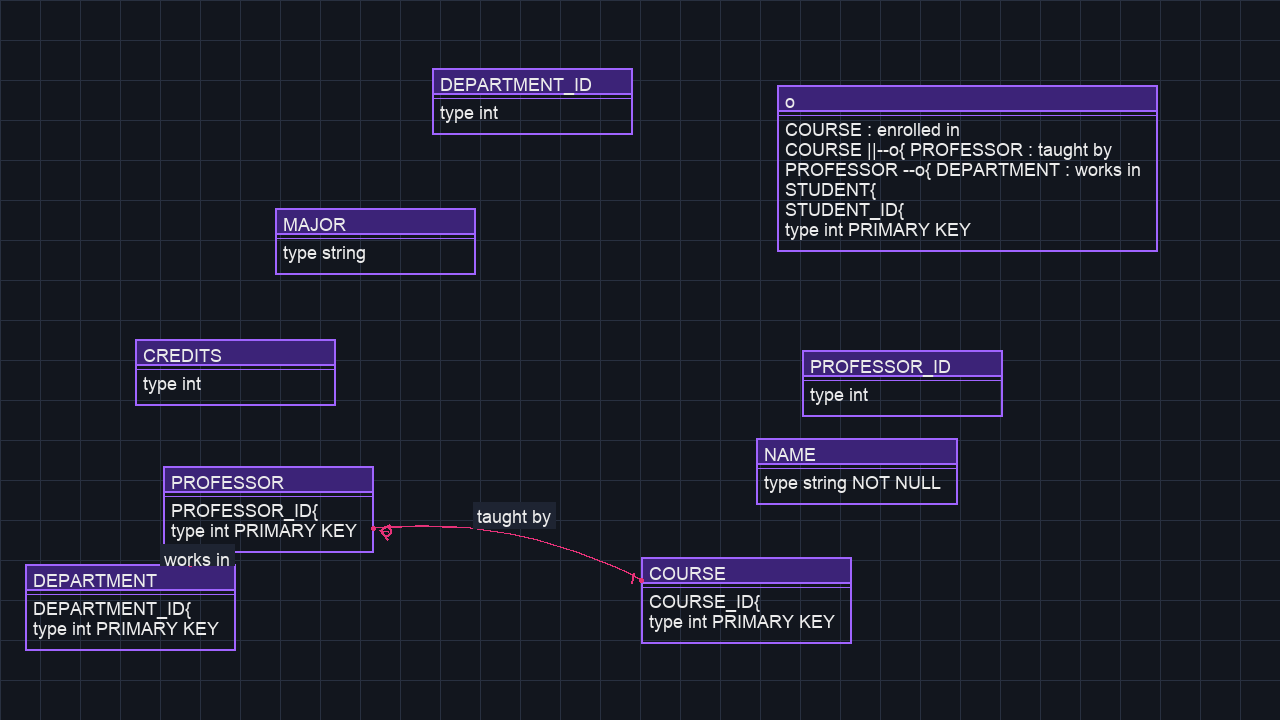 DEPARTMENT_ID
type int
o
COURSE : enrolled in
COURSE ||--o{ PROFESSOR : taught by
PROFESSOR --o{ DEPARTMENT : works in
STUDENT{
STUDENT_ID{
type int PRIMARY KEY
MAJOR
type string
CREDITS
type int
PROFESSOR_ID
type int
NAME
type string NOT NULL
PROFESSOR
PROFESSOR_ID{
type int PRIMARY KEY
taught by
works in
DEPARTMENT
DEPARTMENT_ID{
type int PRIMARY KEY
COURSE
COURSE_ID{
type int PRIMARY KEY